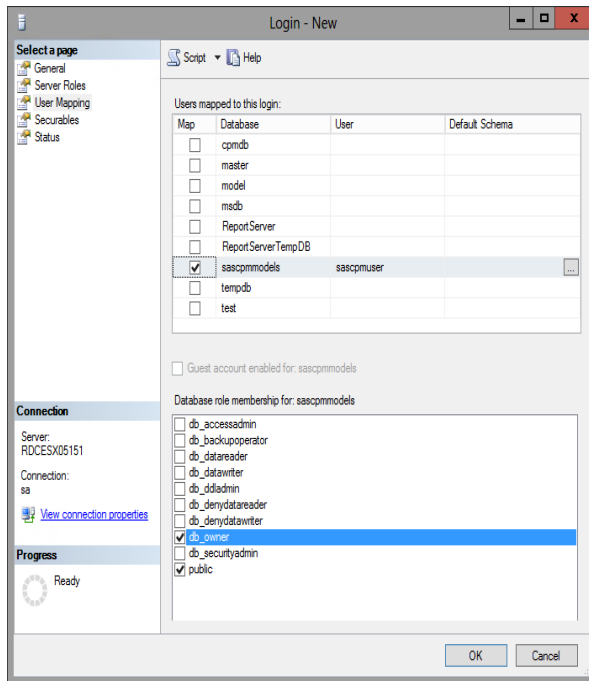 Login - New
Select a page
General
Server Roles
User Mapping
Securables
Status
Script Help
Users mapped to this login:
Map Database User Default Schema
cpmdb
master
model
msdb
ReportServer
ReportServerTempDB
sascpmmodels sascpmuser ...
tempdb
test
Guest account enabled for: sascpmmodels
Database role membership for: sascpmmodels
db_accessadmin
db_backupoperator
db_datareader
db_datawriter
db_ddladmin
db_denydatareader
db_denydatawriter
db_owner
db_securityadmin
public
Connection
Server:
RDCESX05151
Connection:
sa
View connection properties
Progress
Ready
OK Cancel